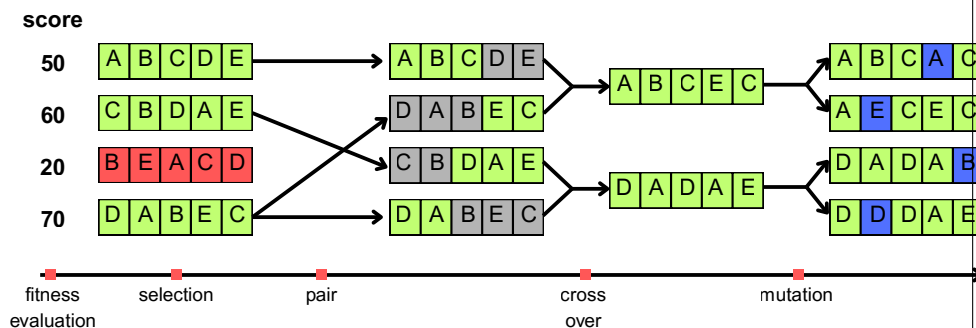 score
50 A B C D E A B C D E A B C A C
A B C E C
60 C B D A E D A B E C A E C E C
20 B E A C D C B D A E D A D A B
D A D A E
70 D A B E C D A B E C D D D A E
fitness evaluation selection pair cross over mutation